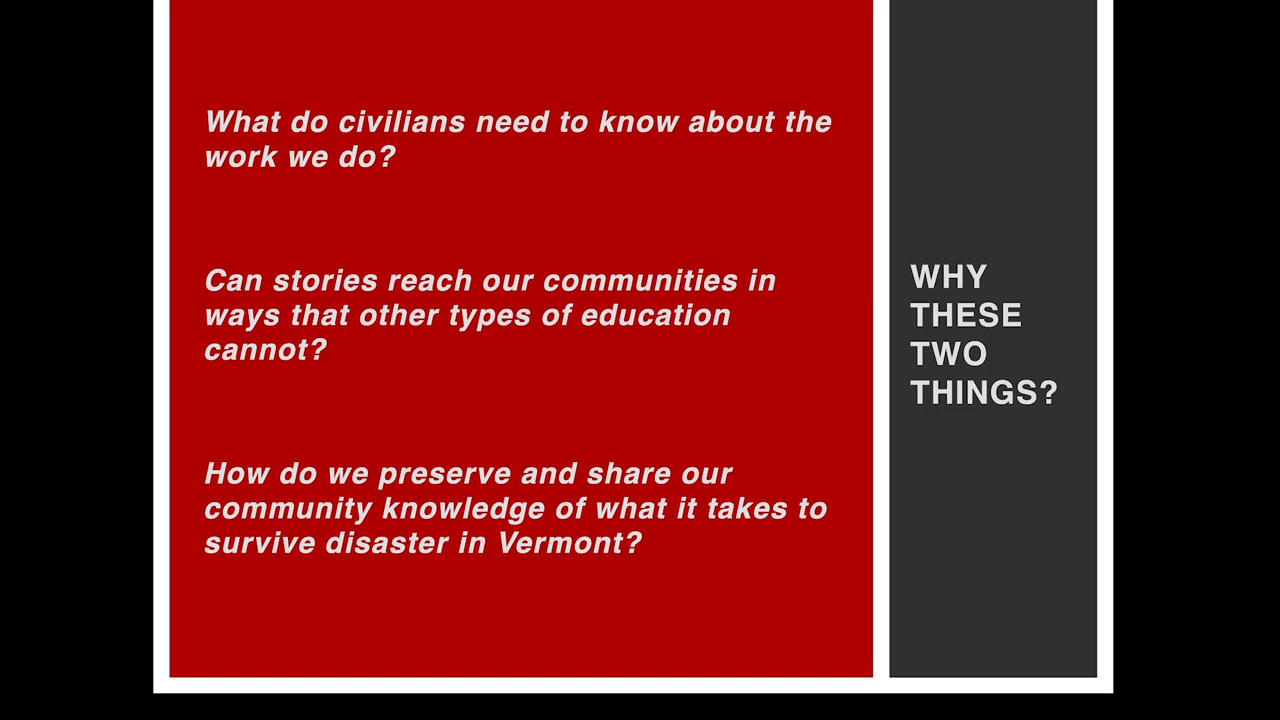 What do civilians need to know about the
work we do?
Can stories reach our communities in
ways that other types of education
cannot?
How do we preserve and share our
community knowledge of what it takes to
survive disaster in Vermont?
WHY
THESE
TWO
THINGS?